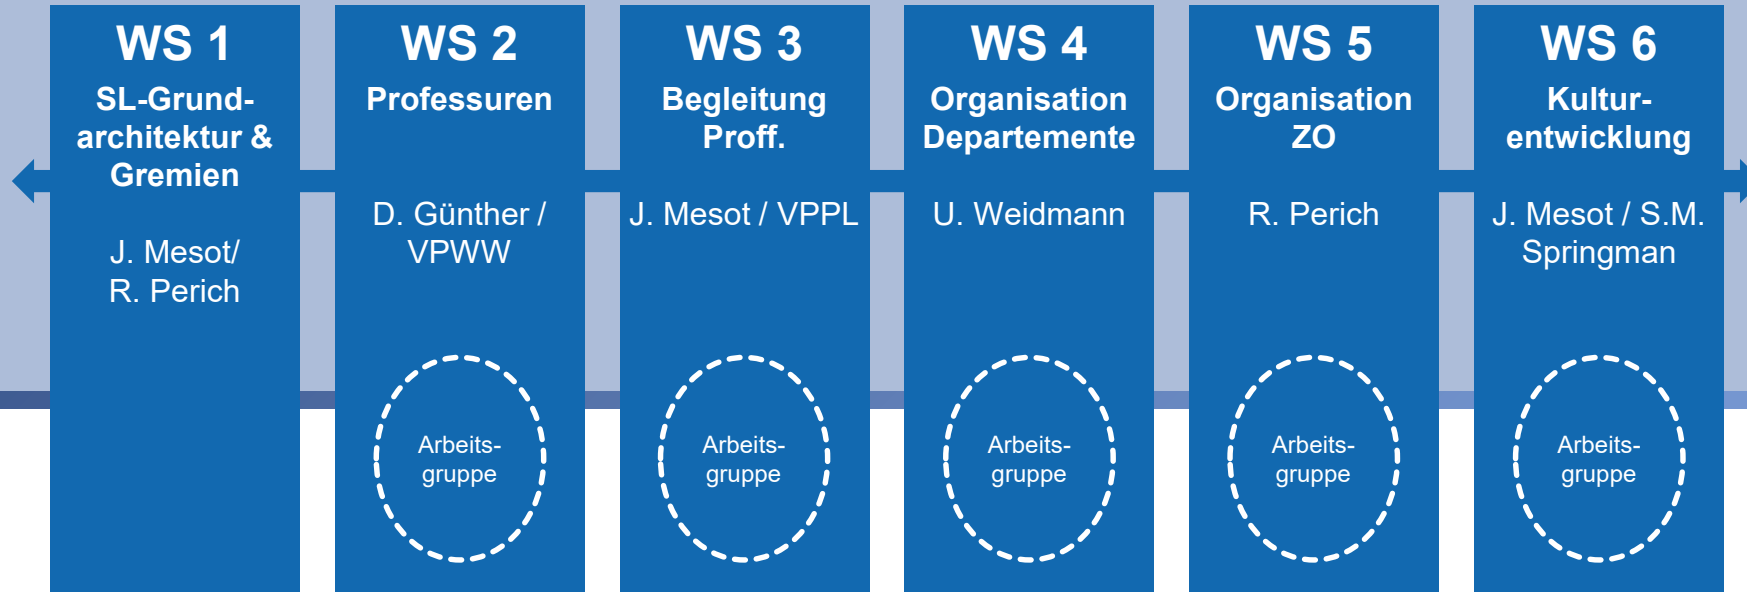 WS 1
SL-Grund-
architektur &
Gremien
J. Mesot/
R. Perich
WS 2
Professuren
D. Günther /
VPWW
Arbeits-
gruppe
WS 3
Begleitung
Proff.
J. Mesot / VPPL
Arbeits-
gruppe
WS 4
Organisation
Departemente
U. Weidmann
Arbeits-
gruppe
WS 5
Organisation
ZO
R. Perich
Arbeits-
gruppe
WS 6
Kultur-
entwicklung
J. Mesot / S.M.
Springman
Arbeits-
gruppe